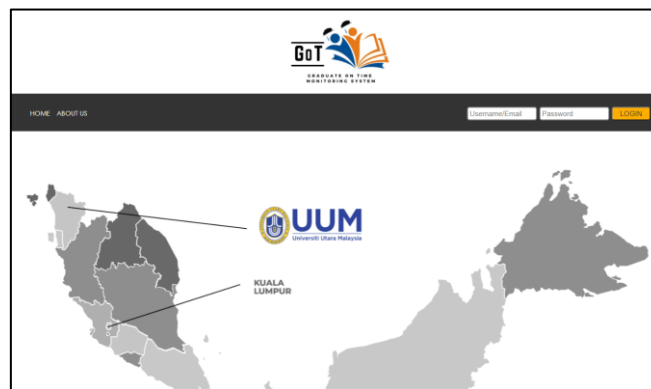 GoT
GRADUATE ON TIME
MONITORING SYSTEM
HOME ABOUT US
Username/Email Password LOGIN
UUM
Universiti Utara Malaysia
KUALA
LUMPUR